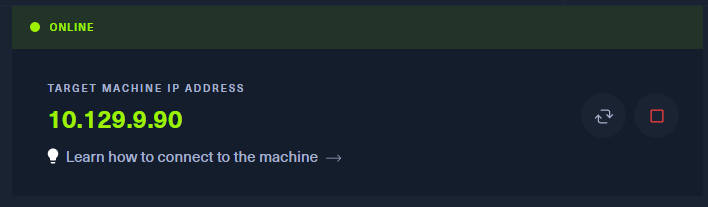 ONLINE
TARGET MACHINE IP ADDRESS
10.129.9.90
Learn how to connect to the machine →